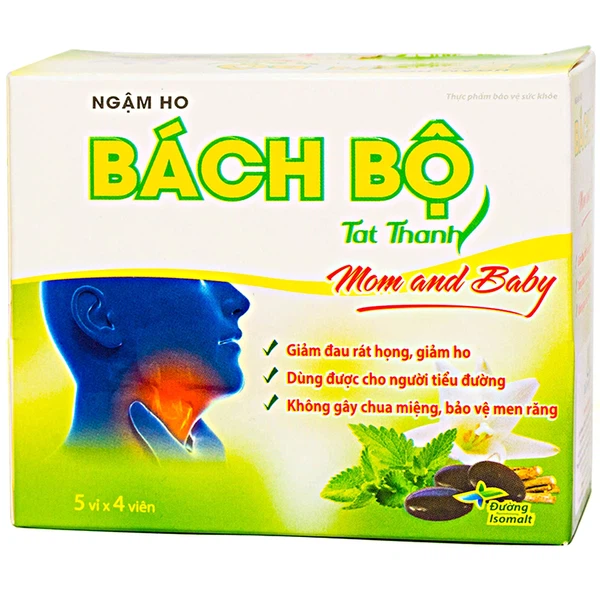 NGẬM HO
Thực phẩm bảo vệ sức khỏe
BÁCH BỘ
Tat Thanh
Mom and Baby
✓ Giảm đau rát họng, giảm ho
✓ Dùng được cho người tiểu đường
✓ Không gây chua miệng, bảo vệ men răng
5 vỉ x 4 viên
Đường
Isomalt